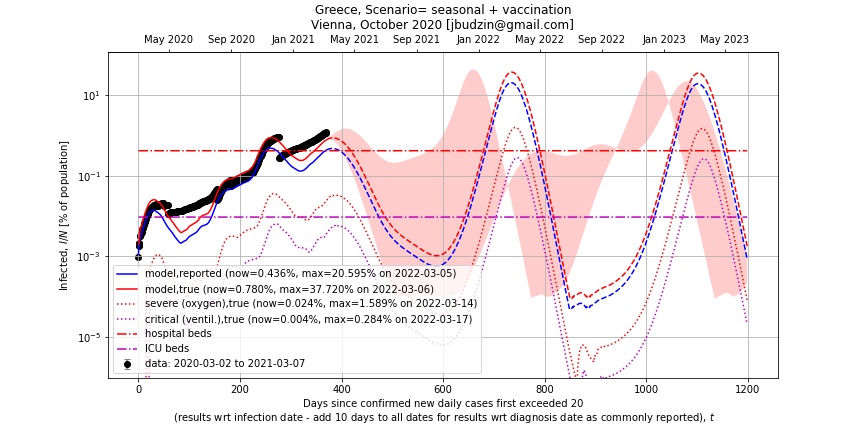 Greece, Scenario= seasonal + vaccination
Vienna, October 2020 [jbudzin@gmail.com]
May 2020 Sep 2020 Jan 2021 May 2021 Sep 2021 Jan 2022 May 2022 Sep 2022 Jan 2023 May 2023
Infected, I/N [% of population]
10¹
10⁻¹
10⁻³
10⁻⁵
model,reported (now=0.436%, max=20.595% on 2022-03-05)
model,true (now=0.780%, max=37.720% on 2022-03-06)
severe (oxygen),true (now=0.024%, max=1.589% on 2022-03-14)
critical (ventil.),true (now=0.004%, max=0.284% on 2022-03-17)
hospital beds
ICU beds
data: 2020-03-02 to 2021-03-07
0 200 400 600 800 1000 1200
Days since confirmed new daily cases first exceeded 20
(results wrt infection date - add 10 days to all dates for results wrt diagnosis date as commonly reported), t